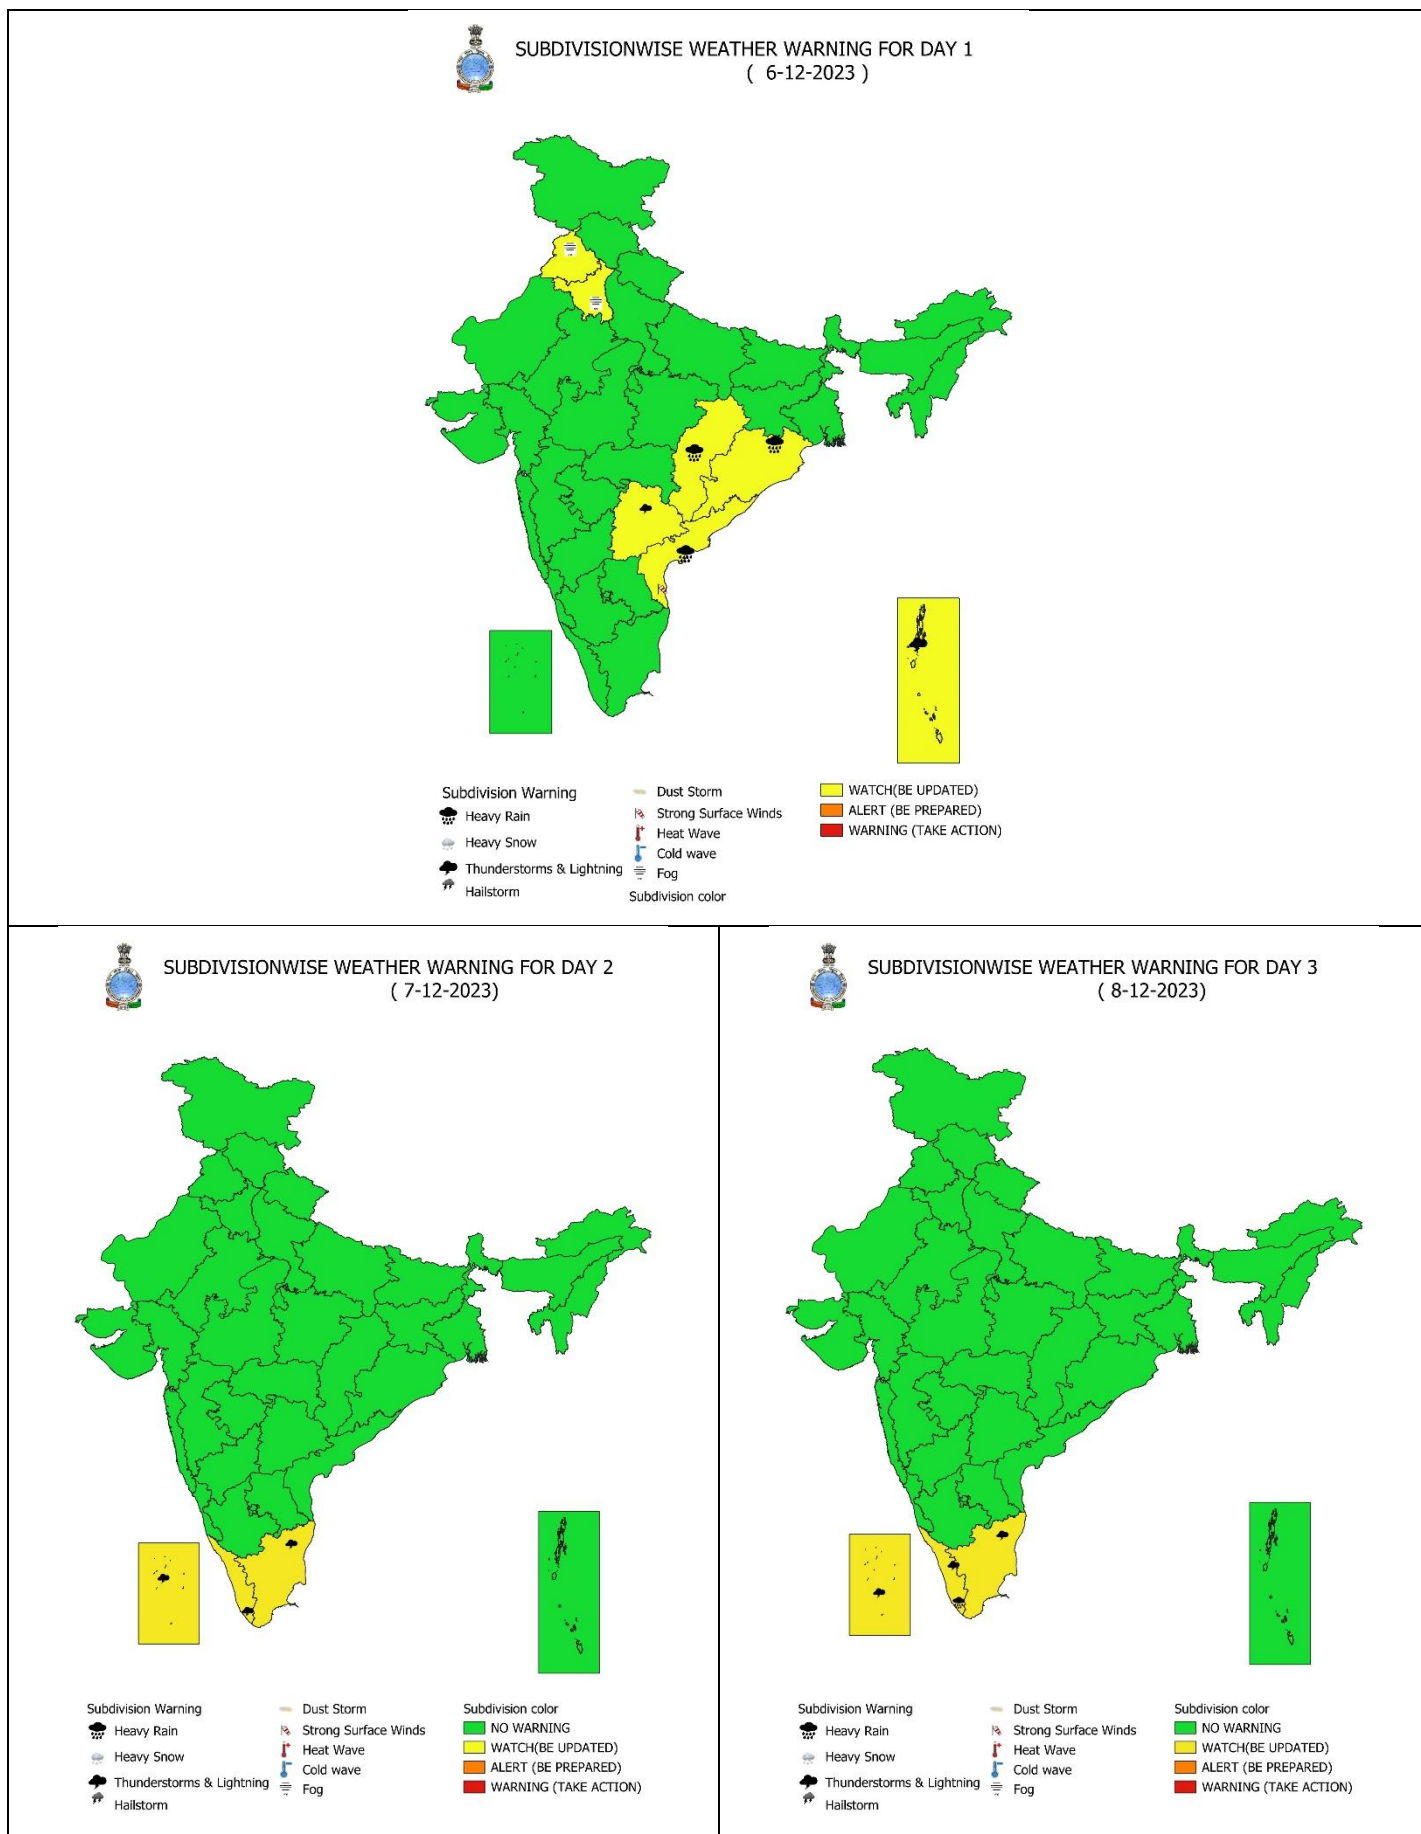 SUBDIVISIONWISE WEATHER WARNING FOR DAY 1
( 6-12-2023 )
Subdivision Warning
Heavy Rain
Heavy Snow
Thunderstorms & Lightning
Hailstorm
Dust Storm
Strong Surface Winds
Heat Wave
Cold wave
Fog
Subdivision color
WATCH(BE UPDATED)
ALERT (BE PREPARED)
WARNING (TAKE ACTION)
SUBDIVISIONWISE WEATHER WARNING FOR DAY 2
( 7-12-2023)
Subdivision Warning
Heavy Rain
Heavy Snow
Thunderstorms & Lightning
Hailstorm
Dust Storm
Strong Surface Winds
Heat Wave
Cold wave
Fog
Subdivision color
NO WARNING
WATCH(BE UPDATED)
ALERT (BE PREPARED)
WARNING (TAKE ACTION)
SUBDIVISIONWISE WEATHER WARNING FOR DAY 3
( 8-12-2023)
Subdivision Warning
Heavy Rain
Heavy Snow
Thunderstorms & Lightning
Hailstorm
Dust Storm
Strong Surface Winds
Heat Wave
Cold wave
Fog
Subdivision color
NO WARNING
WATCH(BE UPDATED)
ALERT (BE PREPARED)
WARNING (TAKE ACTION)